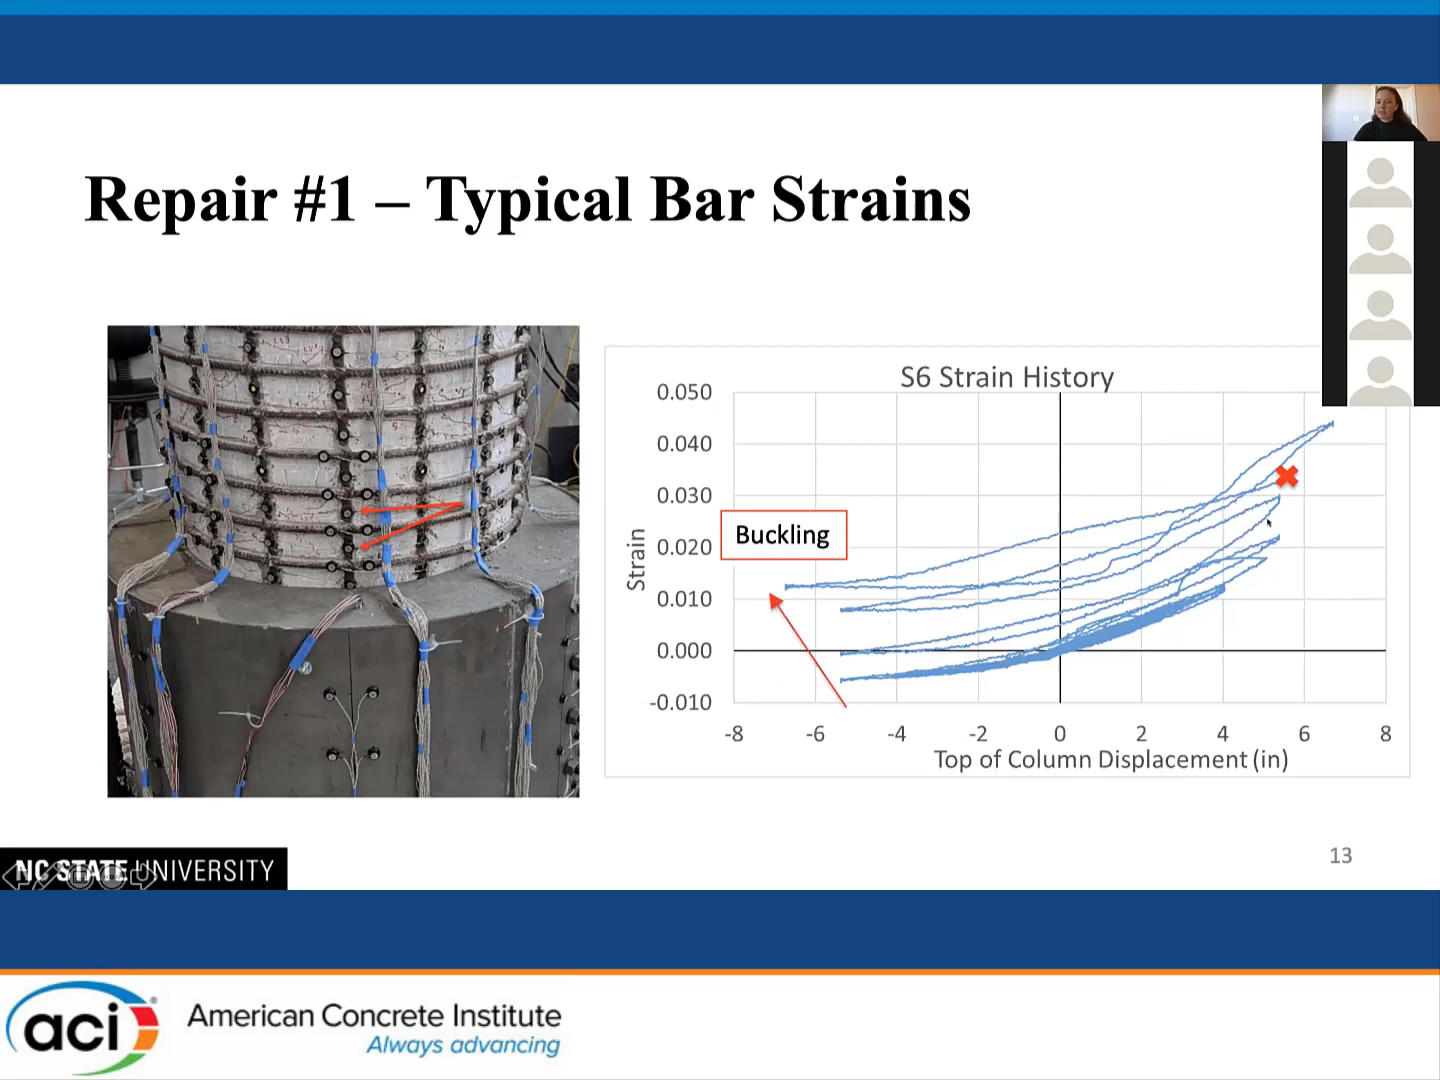 Repair #1 – Typical Bar Strains
S6 Strain History
0.050
0.040
0.030
0.020
0.010
0.000
-0.010
Strain
Buckling
-8 -6 -4 -2 0 2 4 6 8
Top of Column Displacement (in)
13
NC STATE UNIVERSITY
aci
American Concrete Institute
Always advancing